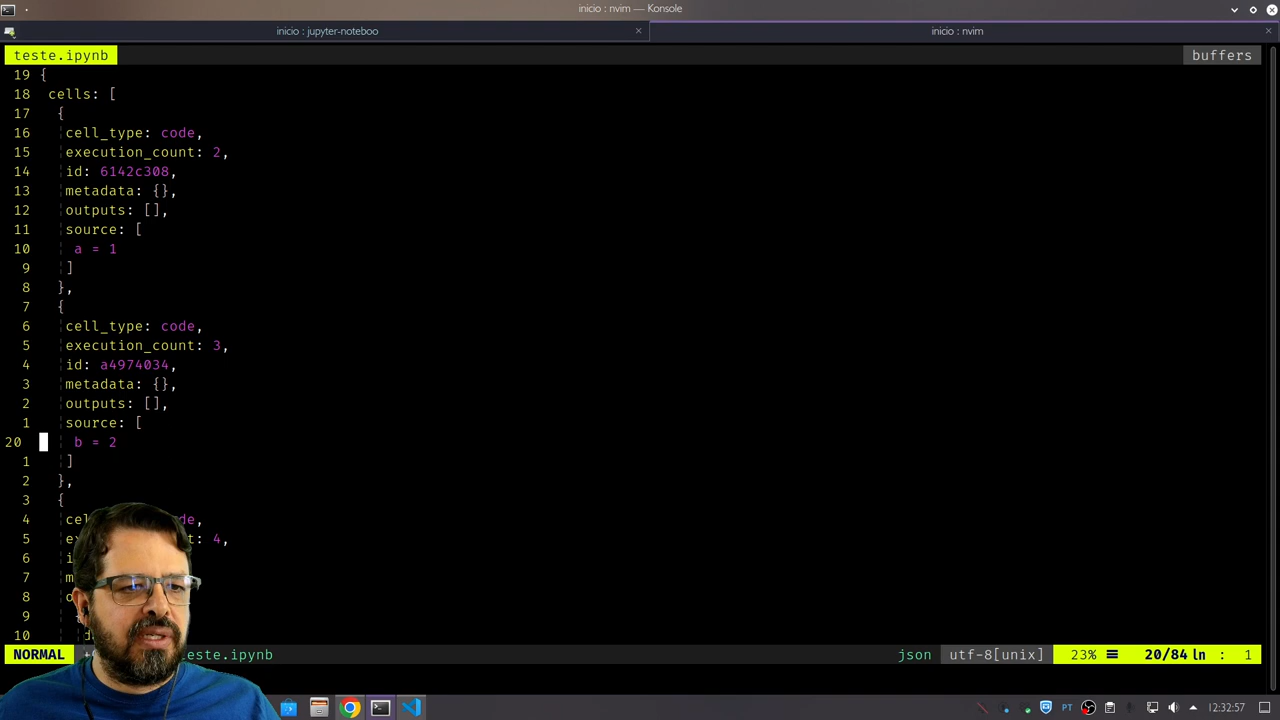 inicio : nvim — Konsole
inicio : jupyter-noteboo
inicio : nvim
teste.ipynb
buffers
19 {
18 cells: [
17 {
16 cell_type: code,
15 execution_count: 2,
14 id: 6142c308,
13 metadata: {},
12 outputs: [],
11 source: [
10 a = 1
9 ]
8 },
7 {
6 cell_type: code,
5 execution_count: 3,
4 id: a4974034,
3 metadata: {},
2 outputs: [],
1 source: [
20 b = 2
1 ]
2 },
3 {
4
5 4,
6
7
8
9
10
NORMAL
teste.ipynb
json
utf-8[unix]
23% 20/84 ln : 1
PT
12:32:57